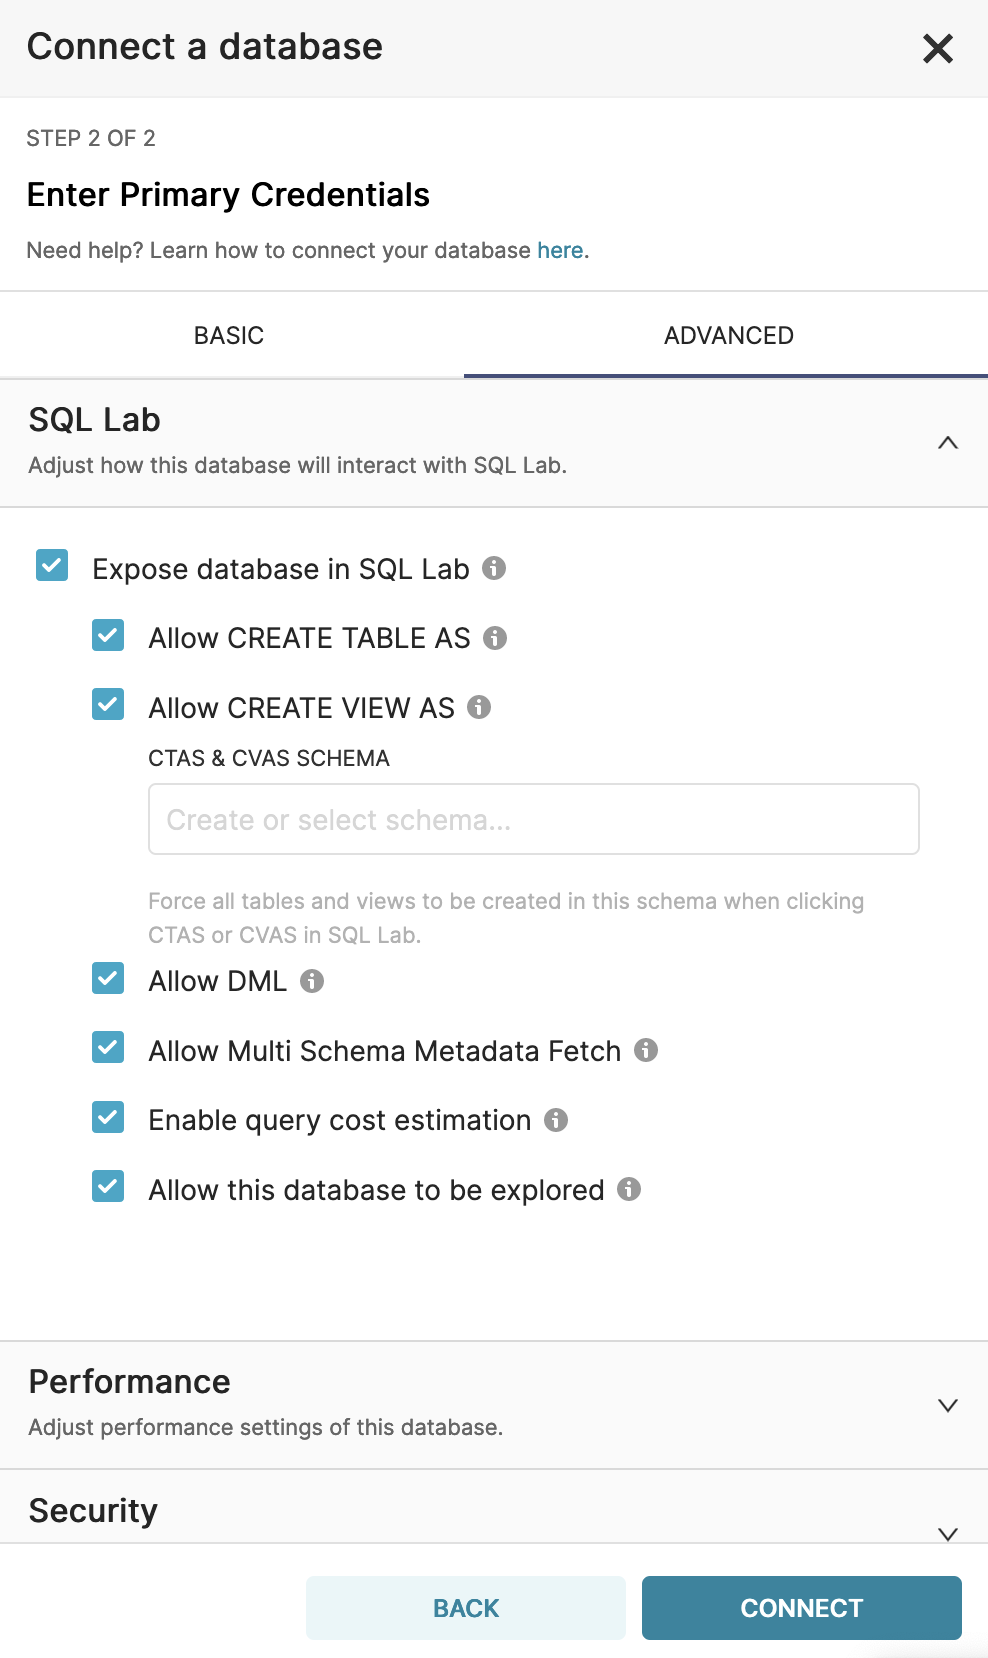 Connect a database
STEP 2 OF 2
Enter Primary Credentials
Need help? Learn how to connect your database here.
BASIC
ADVANCED
SQL Lab
Adjust how this database will interact with SQL Lab.
Expose database in SQL Lab
Allow CREATE TABLE AS
Allow CREATE VIEW AS
CTAS & CVAS SCHEMA
Create or select schema...
Force all tables and views to be created in this schema when clicking
CTAS or CVAS in SQL Lab.
Allow DML
Allow Multi Schema Metadata Fetch
Enable query cost estimation
Allow this database to be explored
Performance
Adjust performance settings of this database.
Security
BACK
CONNECT